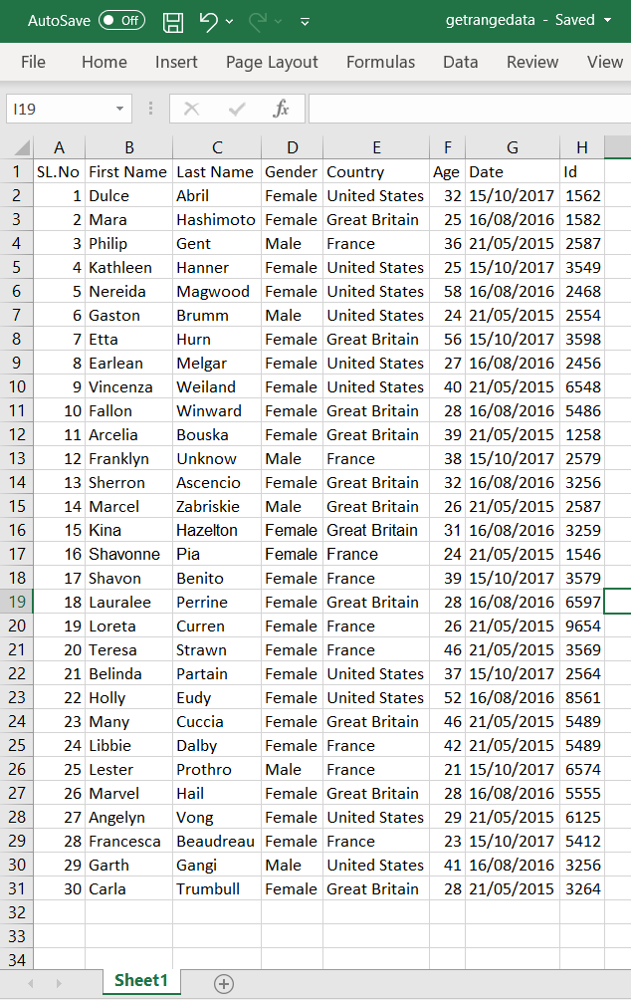 AutoSave Off getrangedata - Saved
File Home Insert Page Layout Formulas Data Review View
I19 fx
A B C D E F G H
1 SL.No First Name Last Name Gender Country Age Date Id
2 1 Dulce Abril Female United States 32 15/10/2017 1562
3 2 Mara Hashimoto Female Great Britain 25 16/08/2016 1582
4 3 Philip Gent Male France 36 21/05/2015 2587
5 4 Kathleen Hanner Female United States 25 15/10/2017 3549
6 5 Nereida Magwood Female United States 58 16/08/2016 2468
7 6 Gaston Brumm Male United States 24 21/05/2015 2554
8 7 Etta Hurn Female Great Britain 56 15/10/2017 3598
9 8 Earlean Melgar Female United States 27 16/08/2016 2456
10 9 Vincenza Weiland Female United States 40 21/05/2015 6548
11 10 Fallon Winward Female Great Britain 28 16/08/2016 5486
12 11 Arcelia Bouska Female Great Britain 39 21/05/2015 1258
13 12 Franklyn Unknow Male France 38 15/10/2017 2579
14 13 Sherron Ascencio Female Great Britain 32 16/08/2016 3256
15 14 Marcel Zabriskie Male Great Britain 26 21/05/2015 2587
16 15 Kina Hazelton Female Great Britain 31 16/08/2016 3259
17 16 Shavonne Pia Female France 24 21/05/2015 1546
18 17 Shavon Benito Female France 39 15/10/2017 3579
19 18 Lauralee Perrine Female Great Britain 28 16/08/2016 6597
20 19 Loreta Curren Female France 26 21/05/2015 9654
21 20 Teresa Strawn Female France 46 21/05/2015 3569
22 21 Belinda Partain Female United States 37 15/10/2017 2564
23 22 Holly Eudy Female United States 52 16/08/2016 8561
24 23 Many Cuccia Female Great Britain 46 21/05/2015 5489
25 24 Libbie Dalby Female France 42 21/05/2015 5489
26 25 Lester Prothro Male France 21 15/10/2017 6574
27 26 Marvel Hail Female Great Britain 28 16/08/2016 5555
28 27 Angelyn Vong Female United States 29 21/05/2015 6125
29 28 Francesca Beaudreau Female France 23 15/10/2017 5412
30 29 Garth Gangi Male United States 41 16/08/2016 3256
31 30 Carla Trumbull Female Great Britain 28 21/05/2015 3264
32
33
34
Sheet1